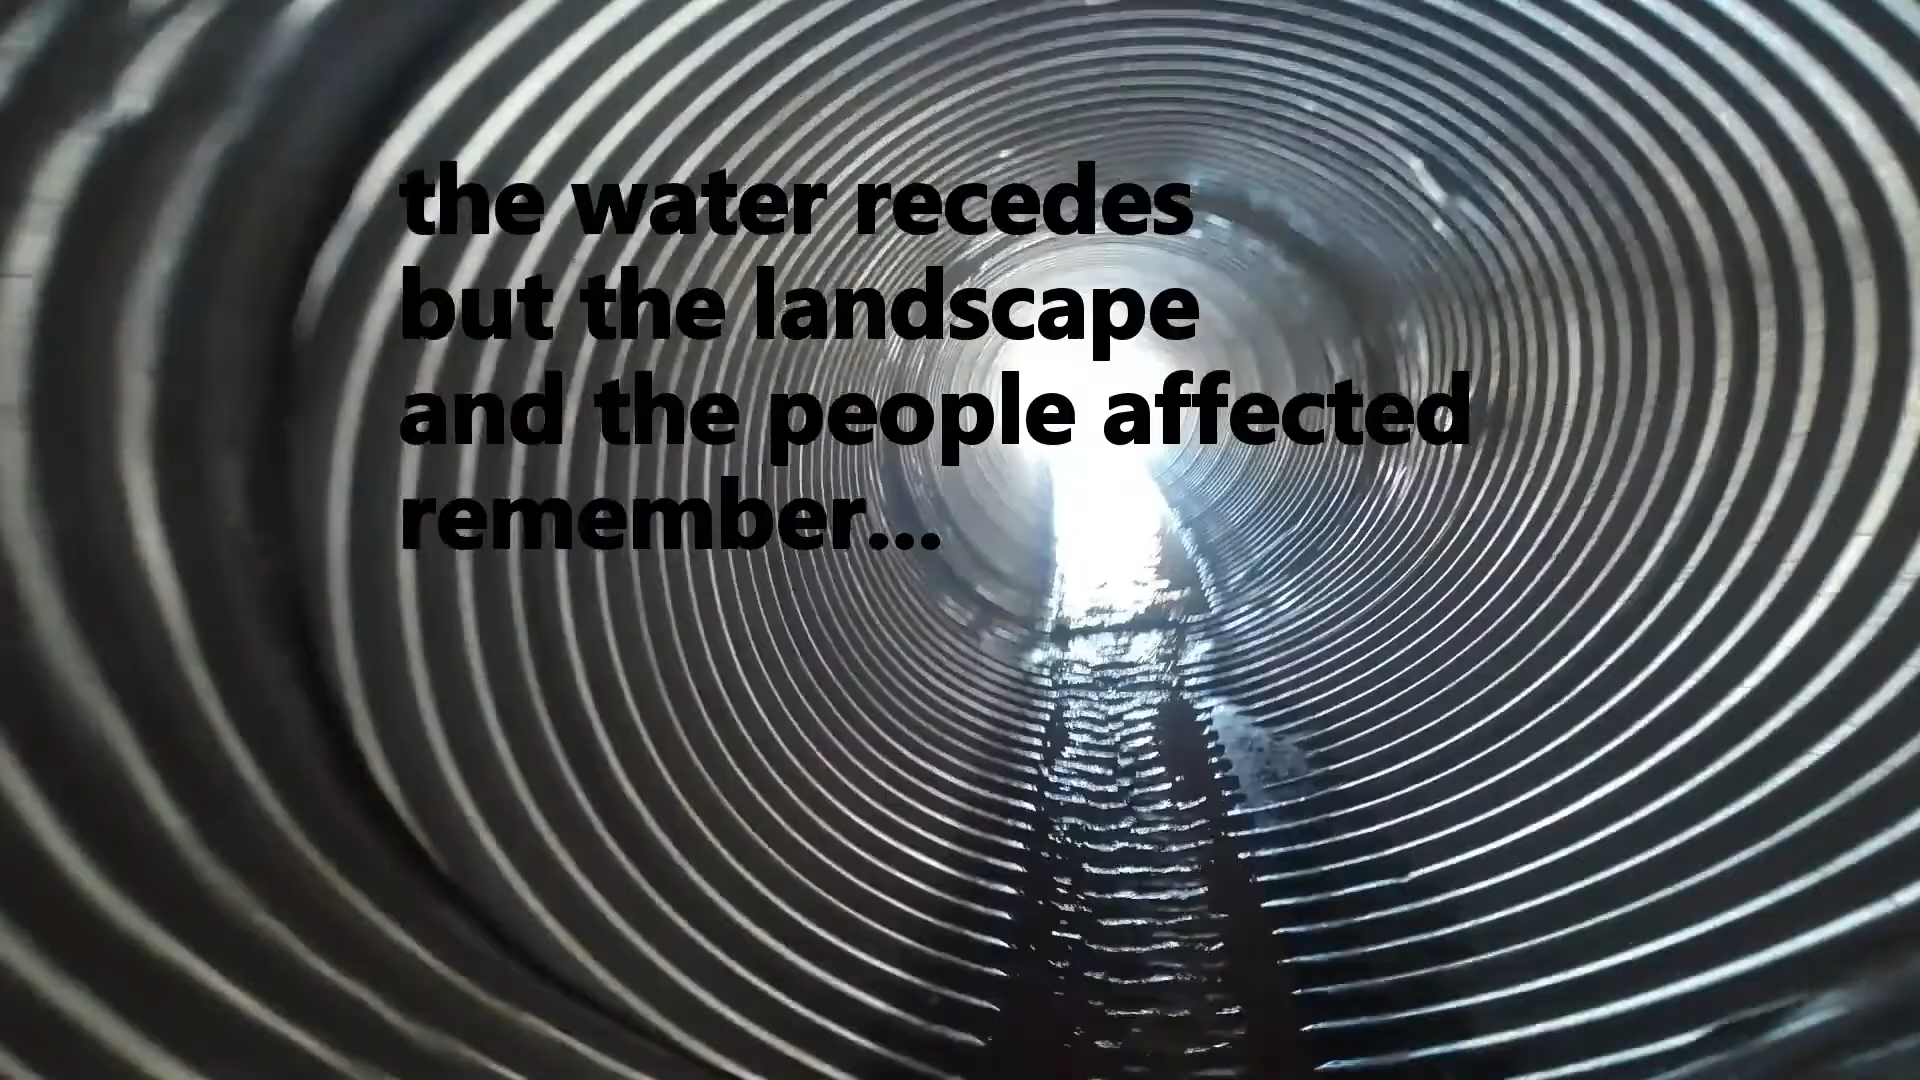 the water recedes
but the landscape
and the people affected
remember...